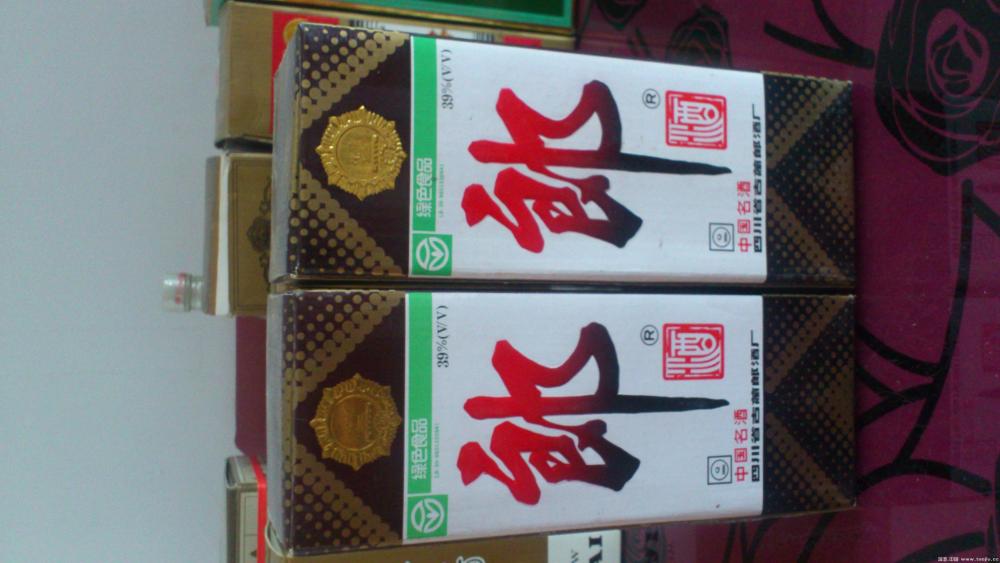 39%(V/V)
绿色食品
郎
®
酒
中国名酒
四川省古蔺郎酒厂
39%(V/V)
绿色食品
郎
®
酒
中国名酒
四川省古蔺郎酒厂